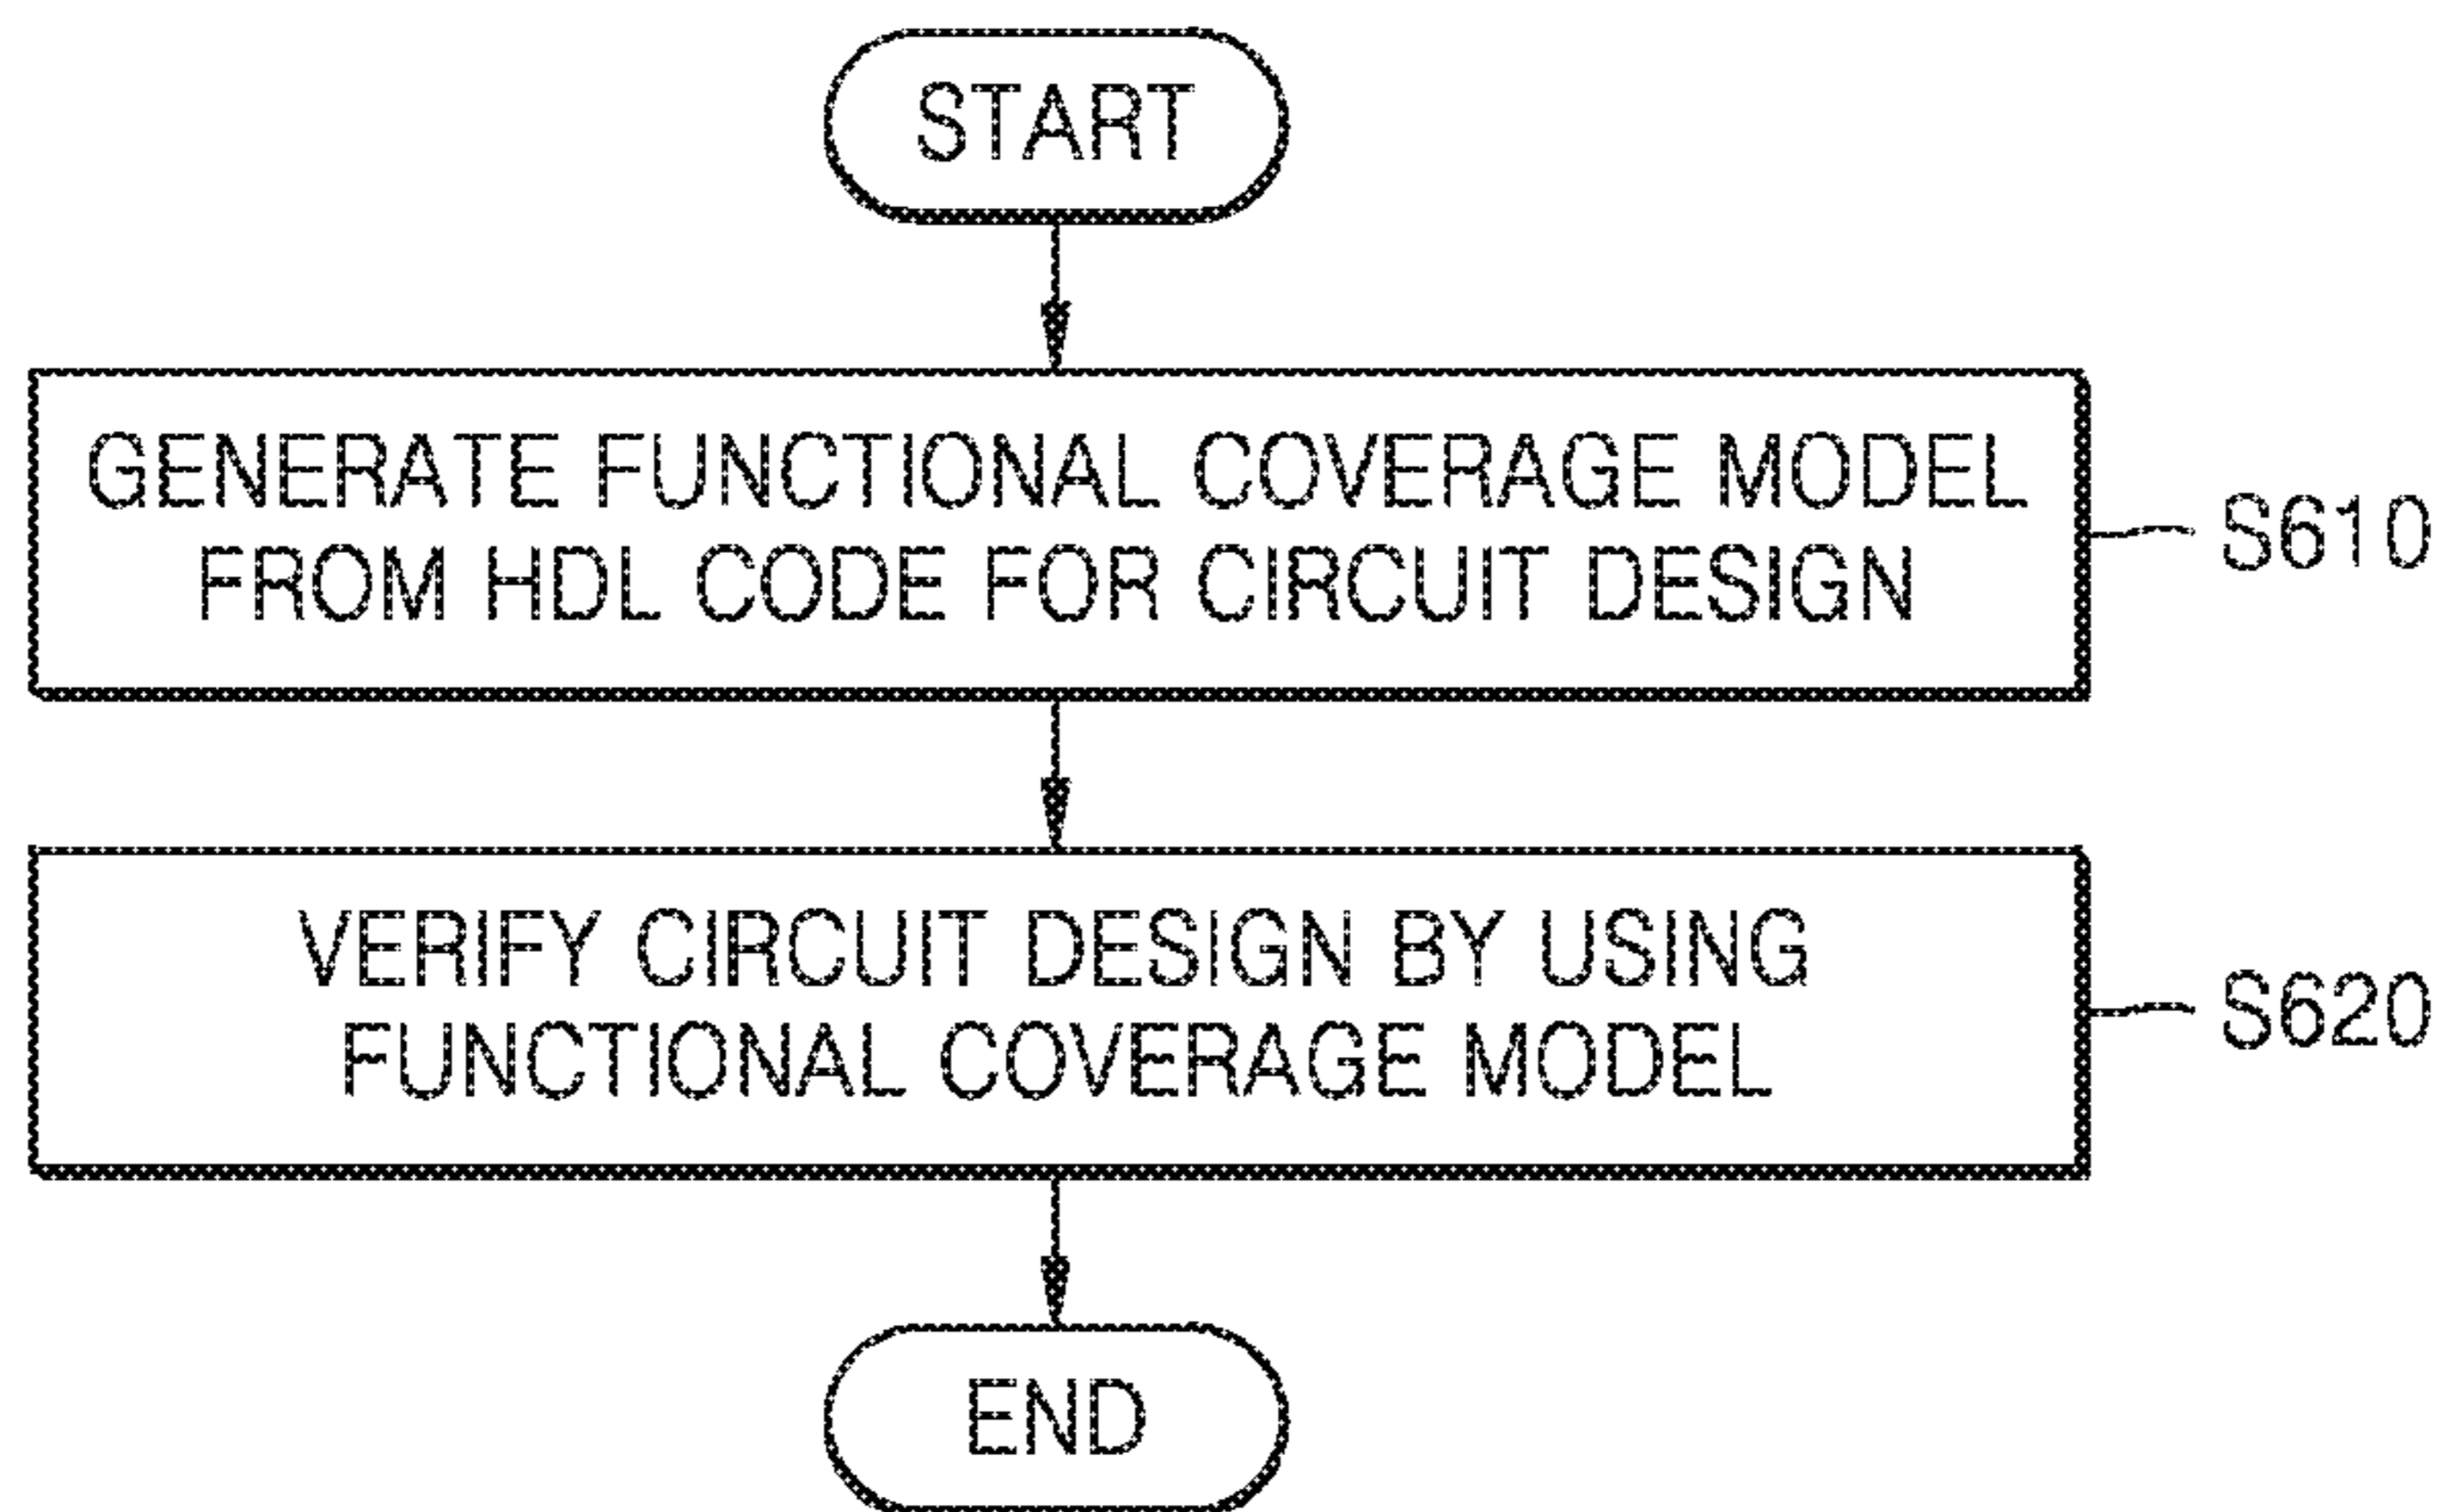 START
GENERATE FUNCTIONAL COVERAGE MODEL
FROM HDL CODE FOR CIRCUIT DESIGN
S610
VERIFY CIRCUIT DESIGN BY USING
FUNCTIONAL COVERAGE MODEL
S620
END